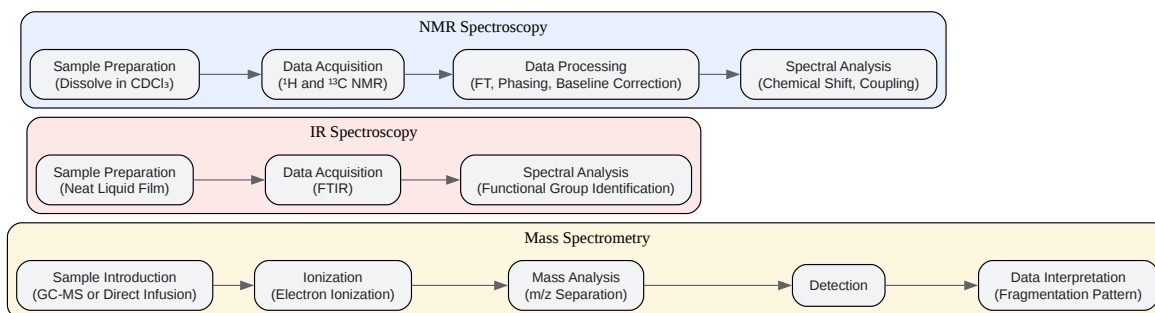 NMR Spectroscopy
Sample Preparation
(Dissolve in CDCl₃)
Data Acquisition
(¹H and ¹³C NMR)
Data Processing
(FT, Phasing, Baseline Correction)
Spectral Analysis
(Chemical Shift, Coupling)
IR Spectroscopy
Sample Preparation
(Neat Liquid Film)
Data Acquisition
(FTIR)
Spectral Analysis
(Functional Group Identification)
Mass Spectrometry
Sample Introduction
(GC-MS or Direct Infusion)
Ionization
(Electron Ionization)
Mass Analysis
(m/z Separation)
Detection
Data Interpretation
(Fragmentation Pattern)